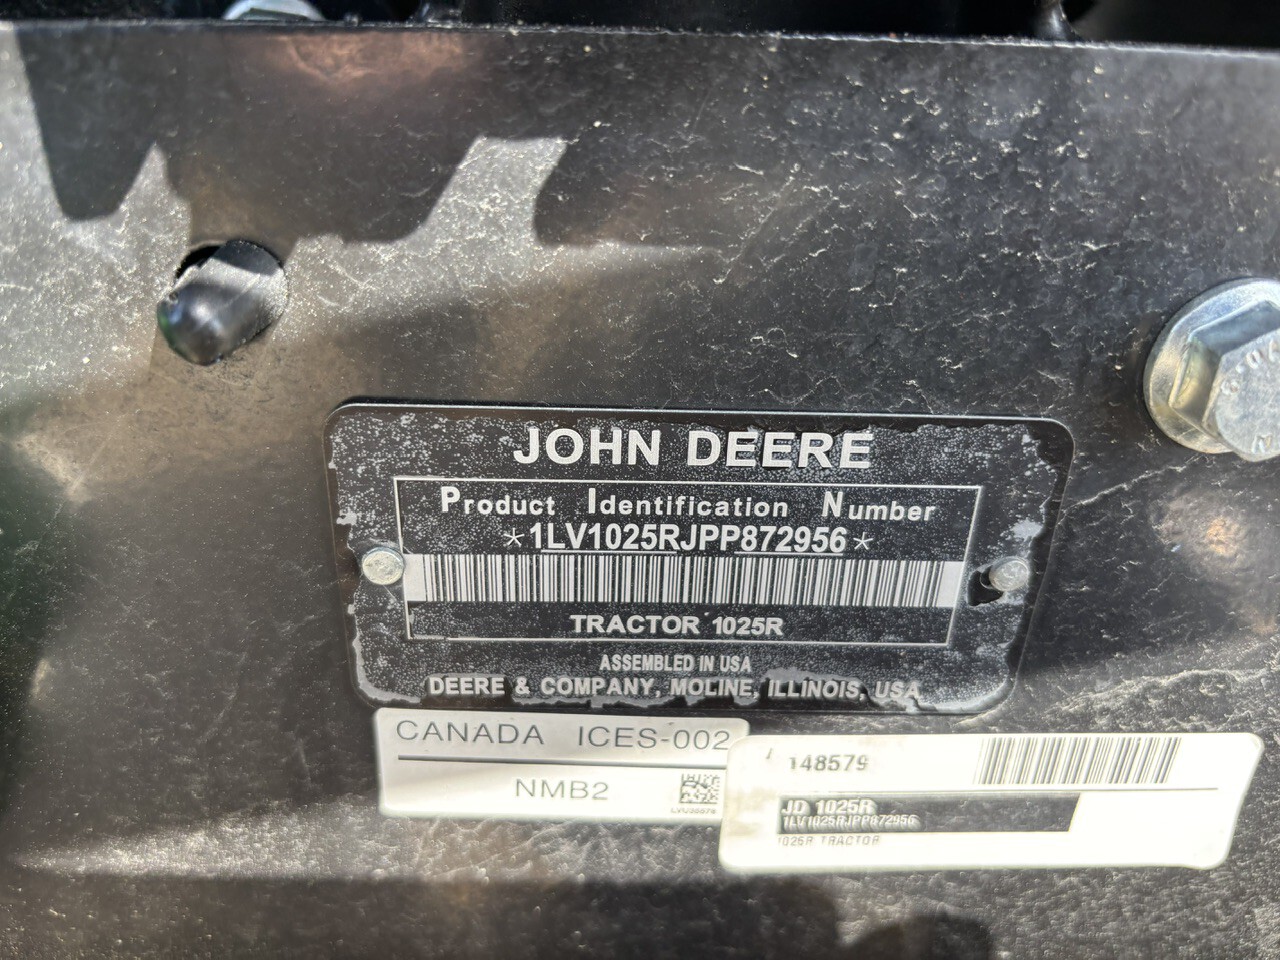 JOHN DEERE
Product Identification Number
*1LV1025RJPP872956*
TRACTOR 1025R
ASSEMBLED IN USA
DEERE & COMPANY, MOLINE, ILLINOIS, USA
CANADA ICES-002
NMB2
148579
JD 1025R
1LV1025RJPP872956
1025R TRACTOR